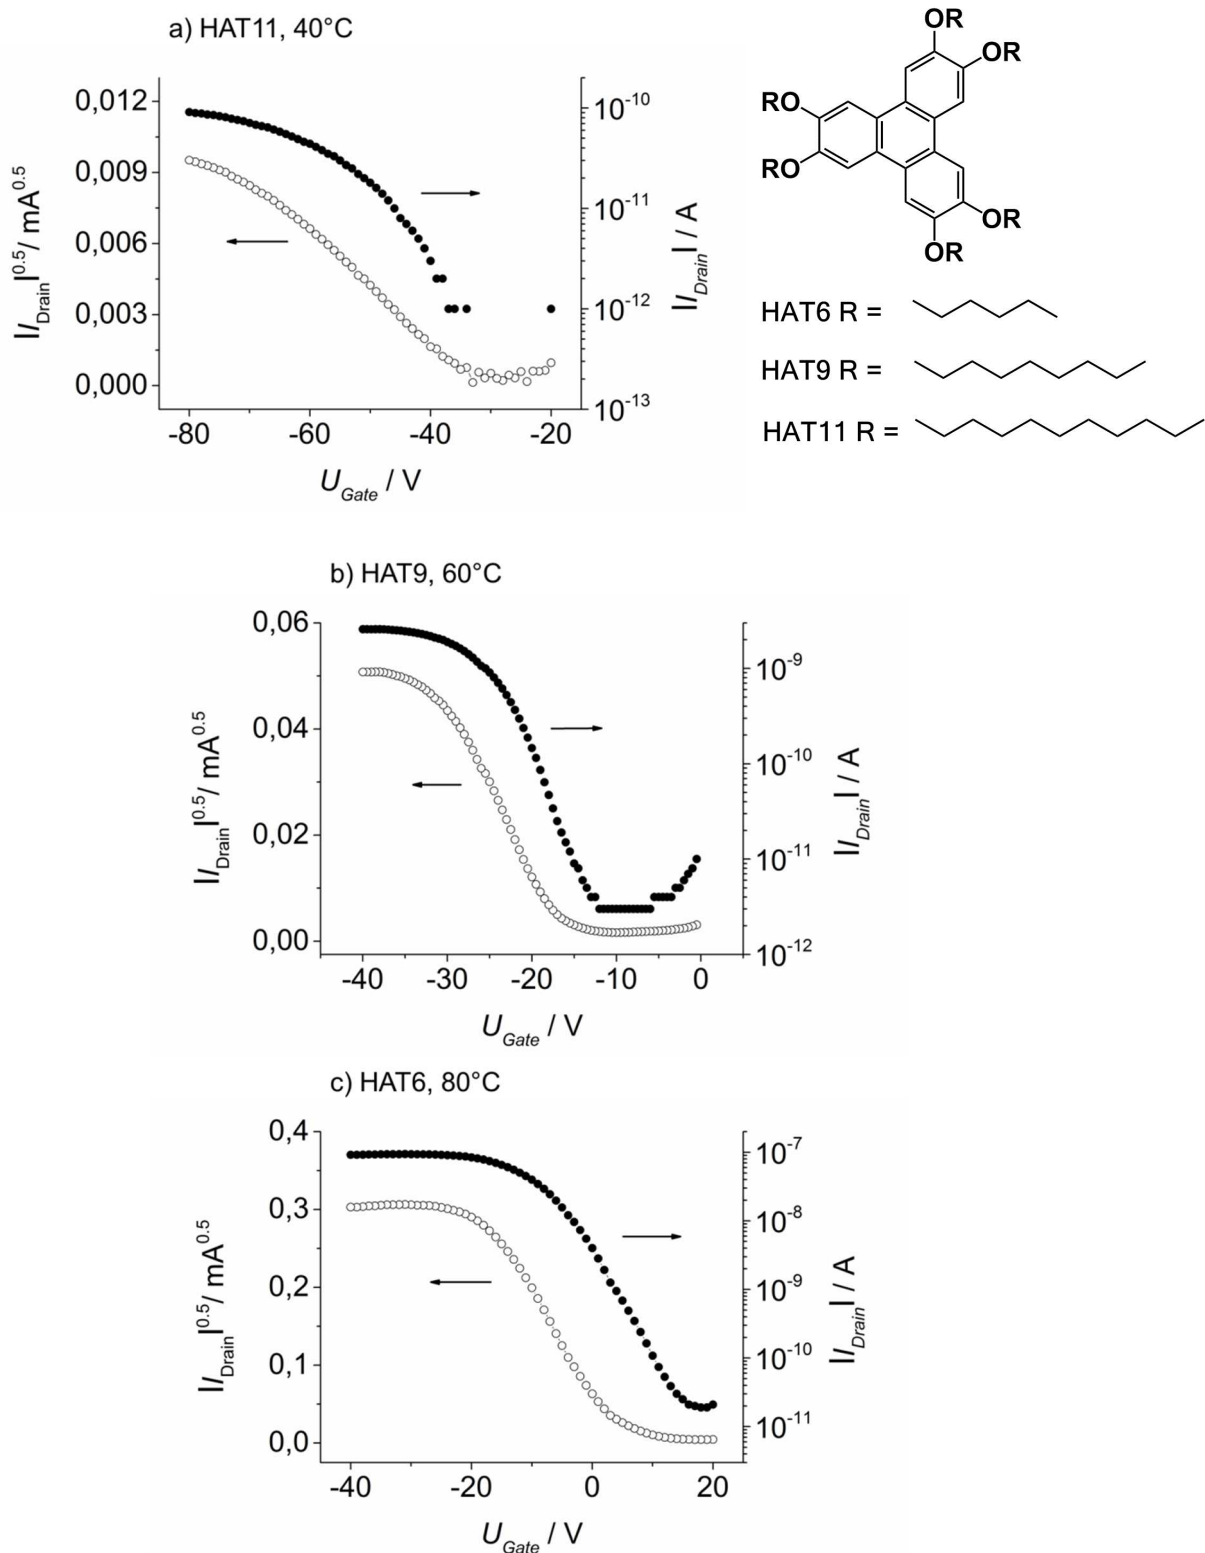 a) HAT11, 40°C
0,012
0,009
0,006
0,003
0,000
|I_Drain|^0.5 / mA^0.5
10^-10
10^-11
10^-12
10^-13
|I_Drain| / A
-80 -60 -40 -20
U_Gate / V
OR
OR
RO
RO
OR
OR
HAT6 R =
HAT9 R =
HAT11 R =
b) HAT9, 60°C
0,06
0,04
0,02
0,00
|I_Drain|^0.5 / mA^0.5
10^-9
10^-10
10^-11
10^-12
|I_Drain| / A
-40 -30 -20 -10 0
U_Gate / V
c) HAT6, 80°C
0,4
0,3
0,2
0,1
0,0
|I_Drain|^0.5 / mA^0.5
10^-7
10^-8
10^-9
10^-10
10^-11
|I_Drain| / A
-40 -20 0 20
U_Gate / V